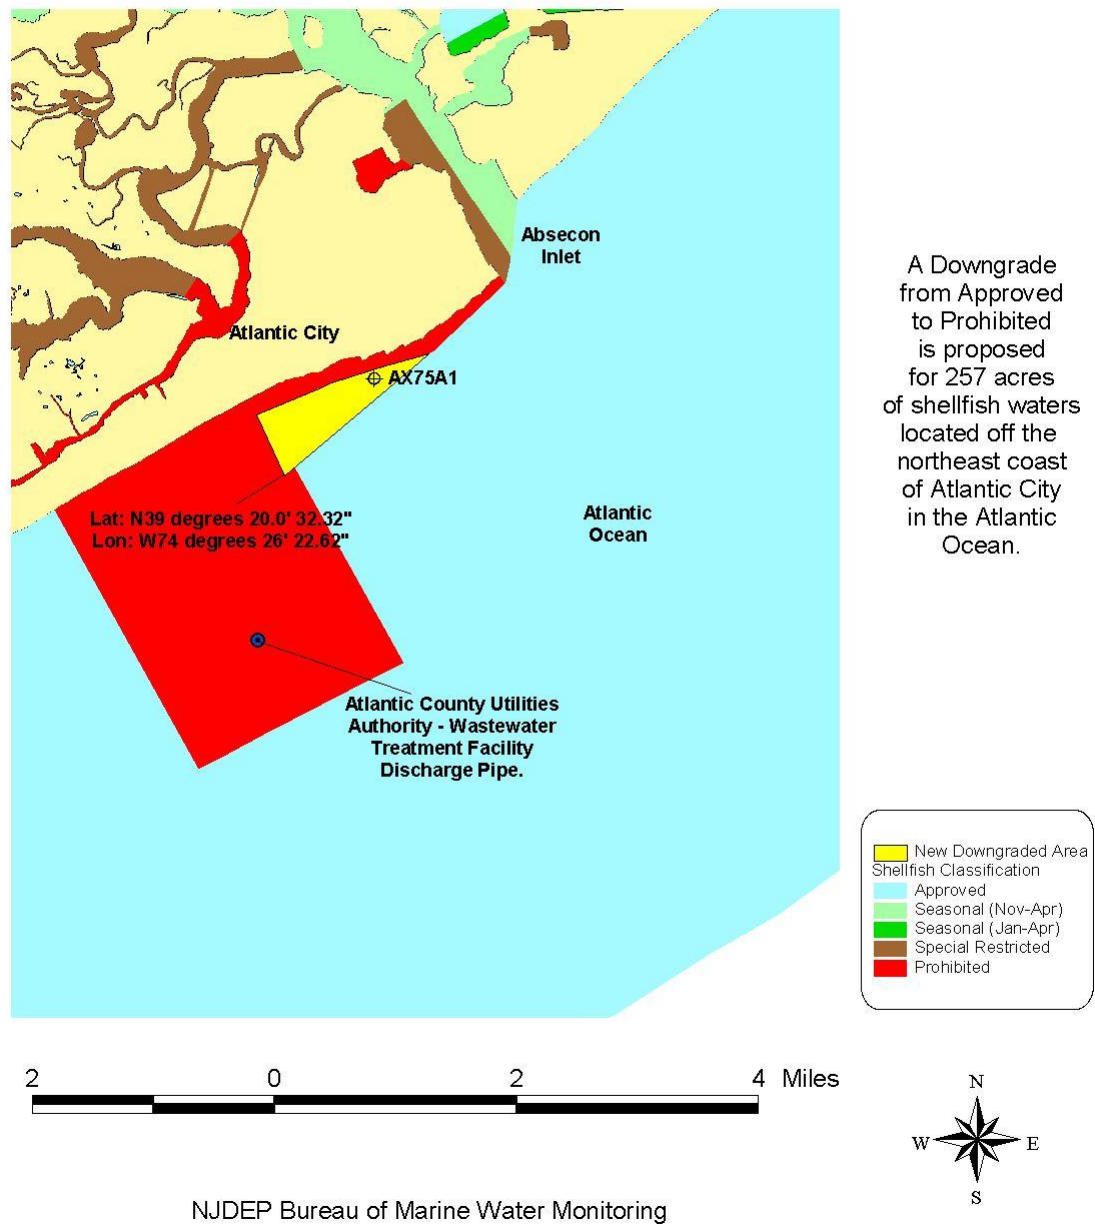 Absecon
Inlet
Atlantic City
AX75A1
Lat: N39 degrees 20.0' 32.32"
Lon: W74 degrees 26' 22.62"
Atlantic
Ocean
Atlantic County Utilities
Authority - Wastewater
Treatment Facility
Discharge Pipe.
A Downgrade
from Approved
to Prohibited
is proposed
for 257 acres
of shellfish waters
located off the
northeast coast
of Atlantic City
in the Atlantic
Ocean.
New Downgraded Area
Shellfish Classification
Approved
Seasonal (Nov-Apr)
Seasonal (Jan-Apr)
Special Restricted
Prohibited
2 0 2 4 Miles
N
W E
S
NJDEP Bureau of Marine Water Monitoring